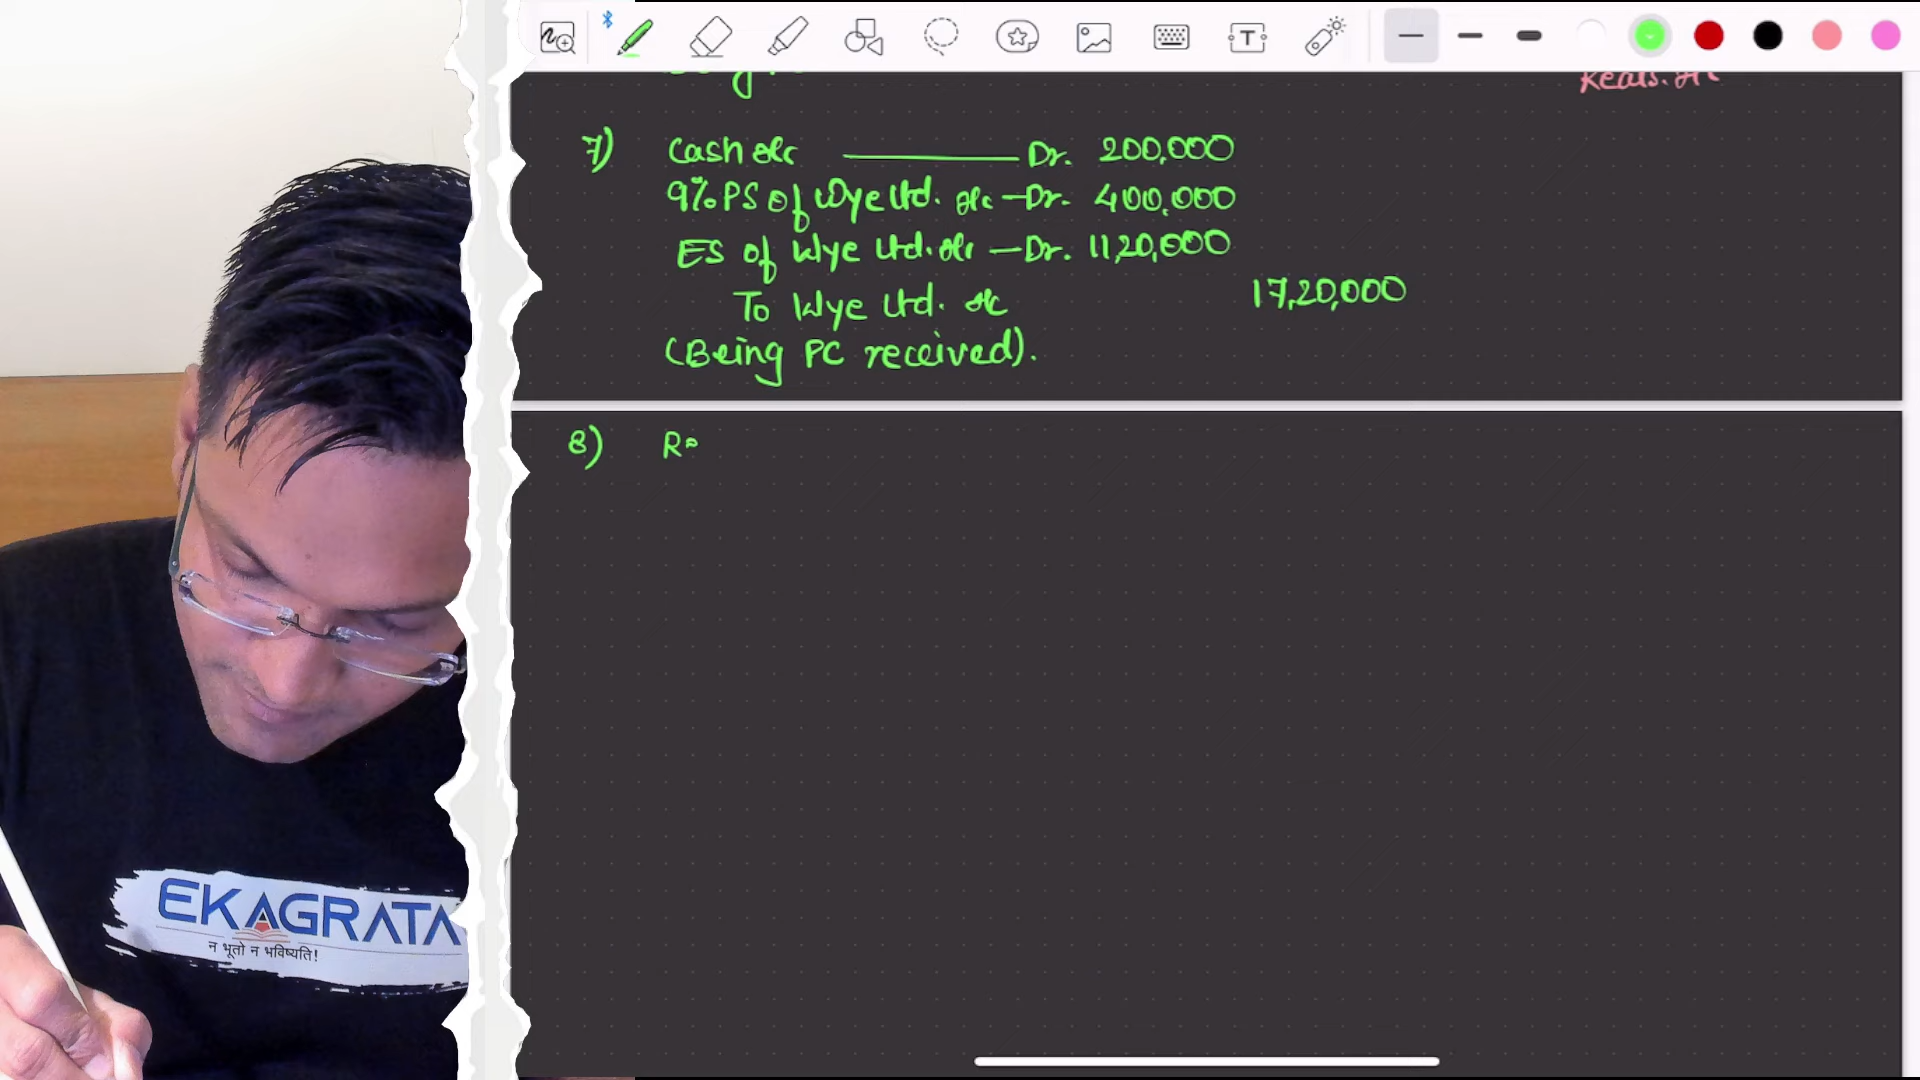 7) Cash A/c ———— Dr. 200,000
9% PS of Wye Ltd. A/c — Dr. 400,000
ES of Wye Ltd. A/c — Dr. 11,20,000
To Wye Ltd. A/c 17,20,000
(Being PC received).
8) Re
T
EKAGRATA
न भूतो न भविष्यति!